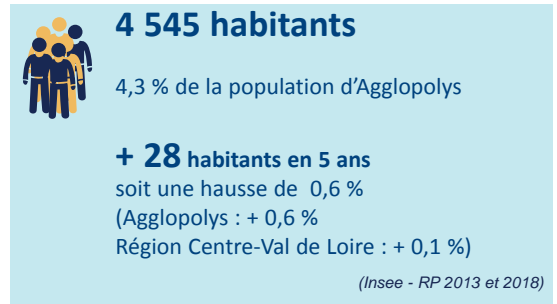 4 545 habitants
4,3 % de la population d’Agglopolys
+ 28 habitants en 5 ans
soit une hausse de 0,6 %
(Agglopolys : + 0,6 %
Région Centre-Val de Loire : + 0,1 %)
(Insee - RP 2013 et 2018)